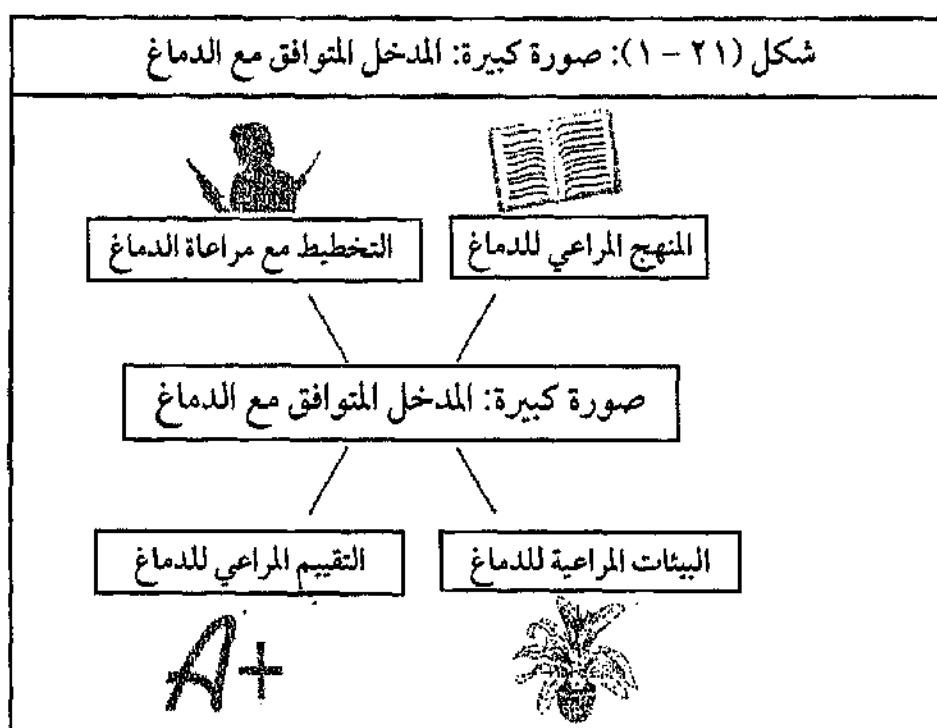 شكل (٢١ – ١): صورة كبيرة: المدخل المتوافق مع الدماغ
المنهج المراعي للدماغ
التخطيط مع مراعاة الدماغ
صورة كبيرة: المدخل المتوافق مع الدماغ
البيئات المراعية للدماغ
التقييم المراعي للدماغ
A+